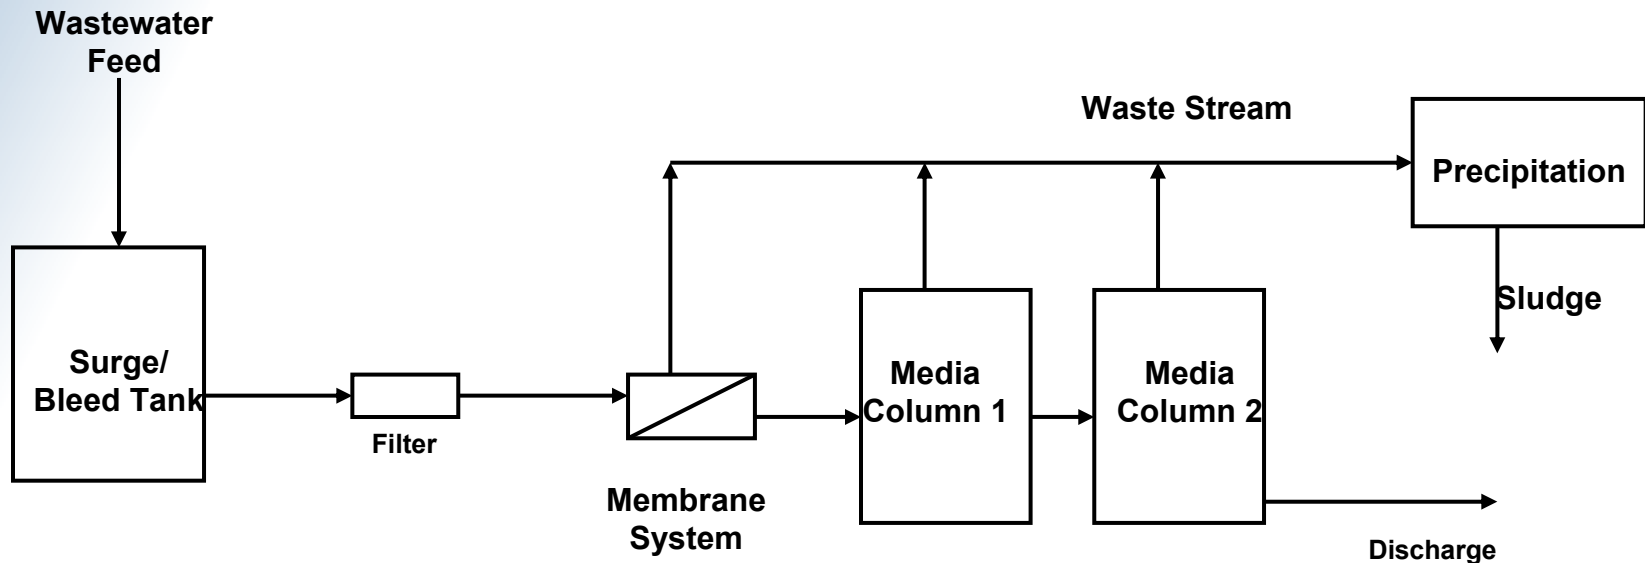 Wastewater
Feed
Waste Stream
Precipitation
Sludge
Surge/
Bleed Tank
Filter
Membrane
System
Media
Column 1
Media
Column 2
Discharge